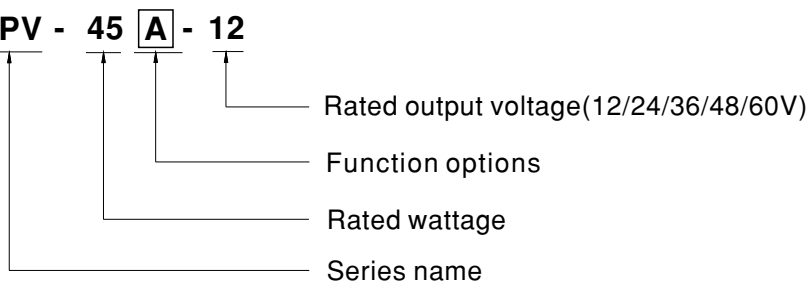 PV - 45 A - 12
Rated output voltage(12/24/36/48/60V)
Function options
Rated wattage
Series name